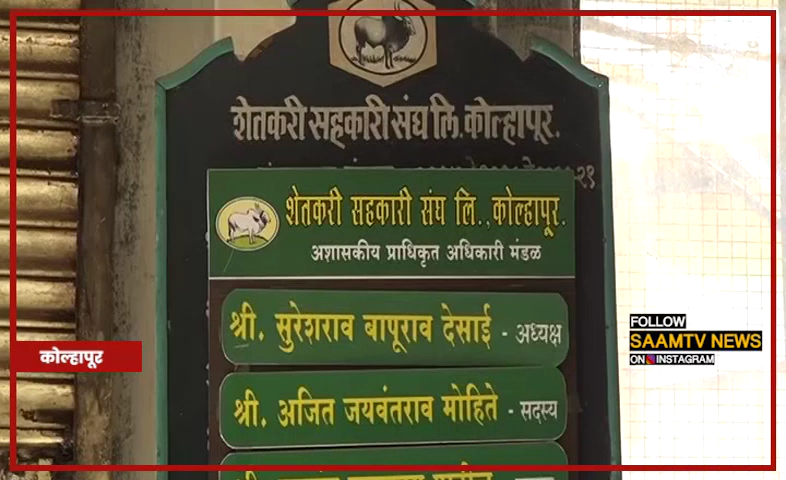 शेतकरी सहकारी संघ लि. कोल्हापूर.
२९
शेतकरी सहकारी संघ लि., कोल्हापूर.
अशासकीय प्राधिकृत अधिकारी मंडळ
श्री. सुरेशराव बापूराव देसाई - अध्यक्ष
श्री. अजित जयवंतराव मोहिते - सदस्य
कोल्हापूर
FOLLOW
SAAMTV NEWS
ON INSTAGRAM